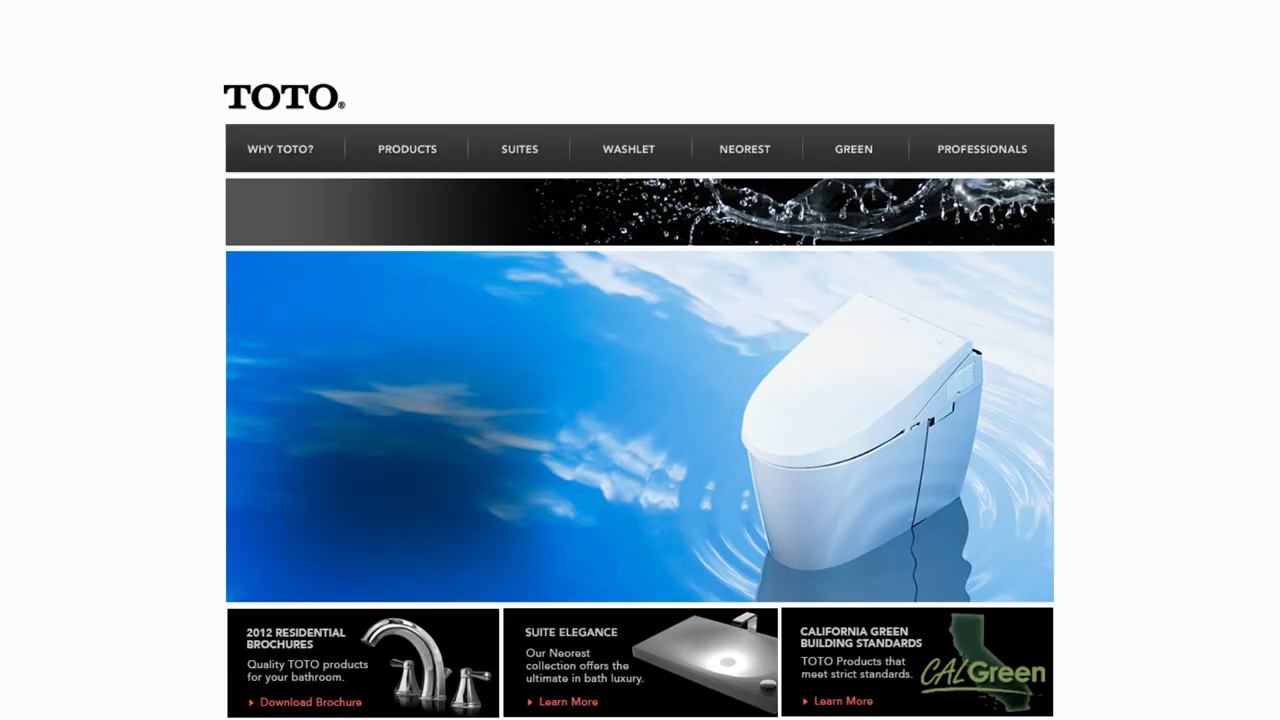 TOTO®
WHY TOTO?
PRODUCTS
SUITES
WASHLET
NEOREST
GREEN
PROFESSIONALS
2012 RESIDENTIAL
BROCHURES
Quality TOTO products
for your bathroom.
Download Brochure
SUITE ELEGANCE
Our Neorest
collection offers the
ultimate in bath luxury.
Learn More
CALIFORNIA GREEN
BUILDING STANDARDS
TOTO Products that
meet strict standards.
Learn More
CALGreen